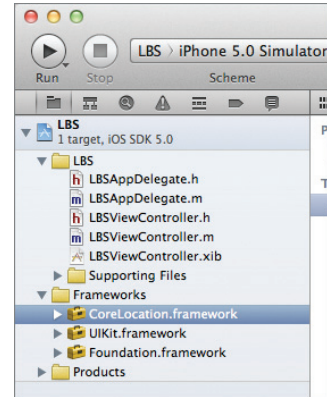 LBS › iPhone 5.0 Simulator
Run Stop Scheme
LBS
1 target, iOS SDK 5.0
LBS
LBSAppDelegate.h
LBSAppDelegate.m
LBSViewController.h
LBSViewController.m
LBSViewController.xib
Supporting Files
Frameworks
CoreLocation.framework
UIKit.framework
Foundation.framework
Products